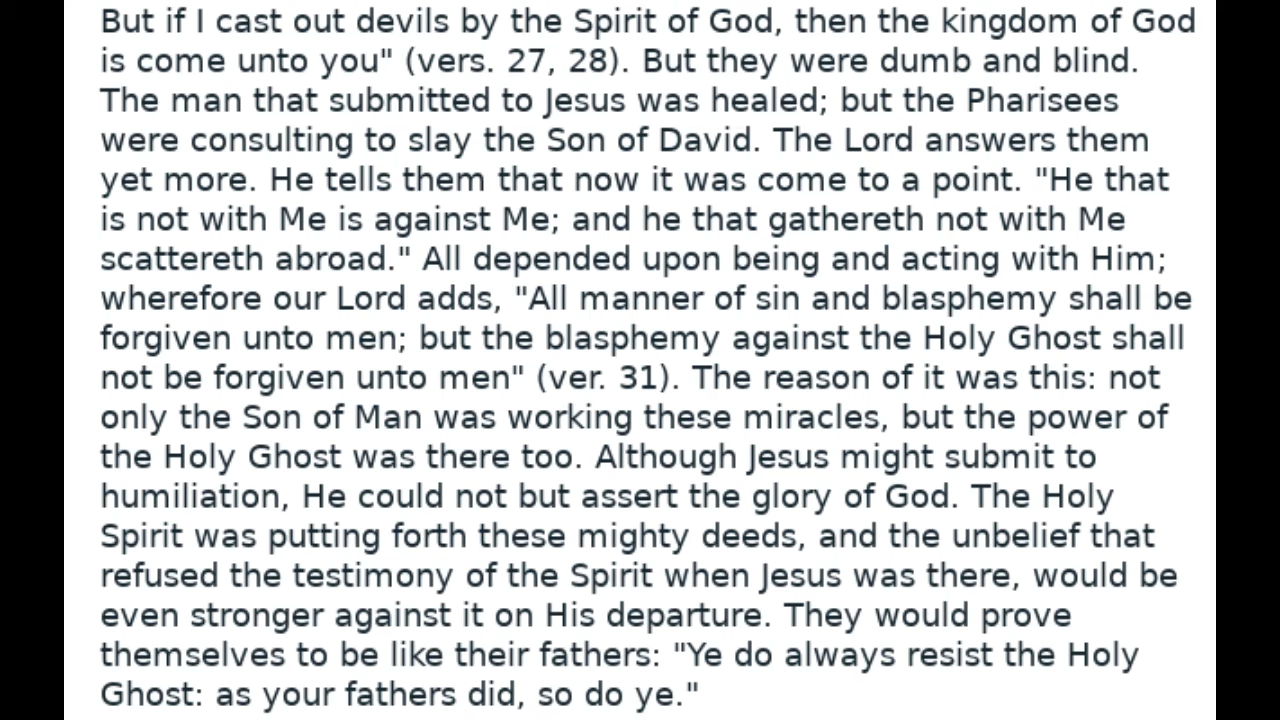 But if I cast out devils by the Spirit of God, then the kingdom of God
is come unto you" (vers. 27, 28). But they were dumb and blind.
The man that submitted to Jesus was healed; but the Pharisees
were consulting to slay the Son of David. The Lord answers them
yet more. He tells them that now it was come to a point. "He that
is not with Me is against Me; and he that gathereth not with Me
scattereth abroad." All depended upon being and acting with Him;
wherefore our Lord adds, "All manner of sin and blasphemy shall be
forgiven unto men; but the blasphemy against the Holy Ghost shall
not be forgiven unto men" (ver. 31). The reason of it was this: not
only the Son of Man was working these miracles, but the power of
the Holy Ghost was there too. Although Jesus might submit to
humiliation, He could not but assert the glory of God. The Holy
Spirit was putting forth these mighty deeds, and the unbelief that
refused the testimony of the Spirit when Jesus was there, would be
even stronger against it on His departure. They would prove
themselves to be like their fathers: "Ye do always resist the Holy
Ghost: as your fathers did, so do ye."